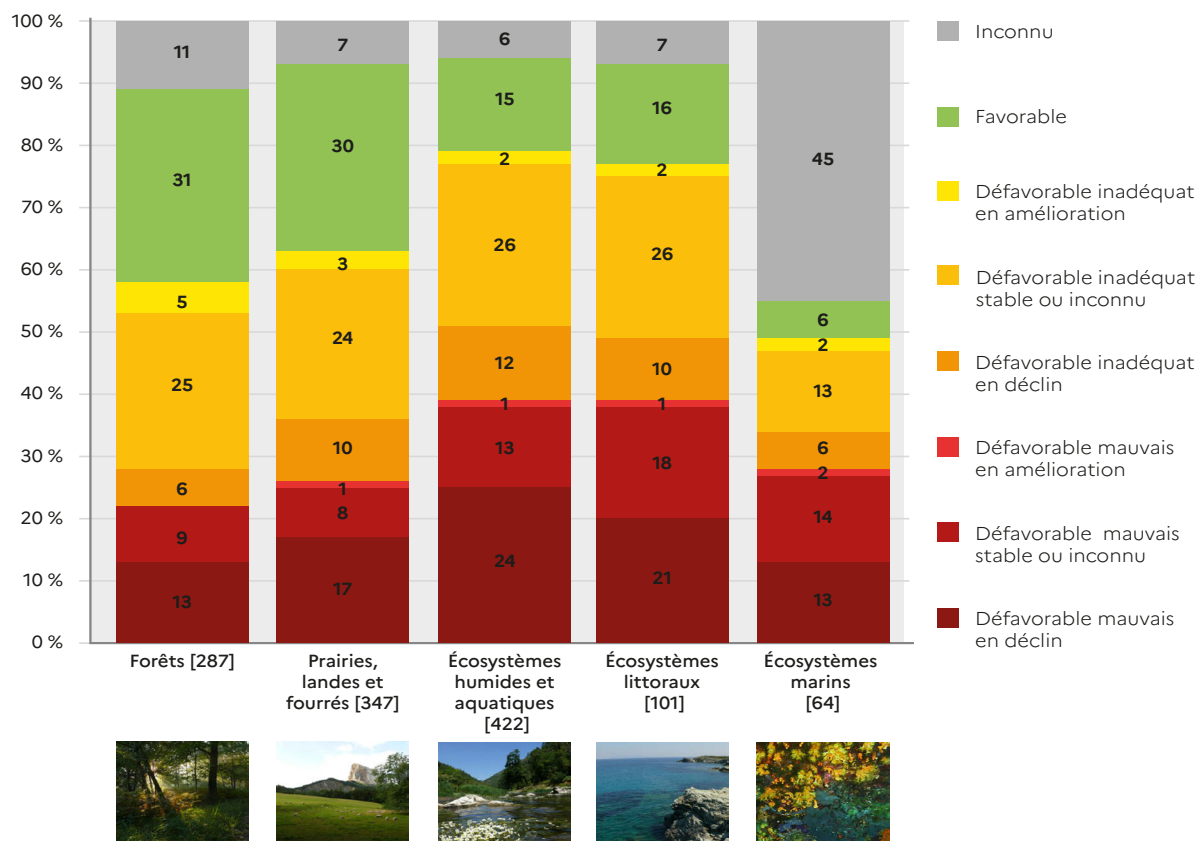 100 %
90 %
80 %
70 %
60 %
50 %
40 %
30 %
20 %
10 %
0 %
11
31
5
25
6
9
13
7
30
3
24
10
1
8
17
6
15
2
26
12
1
13
24
7
16
2
26
10
1
18
21
45
6
2
13
6
2
14
13
Forêts [287]
Prairies,
landes et
fourrés [347]
Écosystèmes
humides et
aquatiques
[422]
Écosystèmes
littoraux
[101]
Écosystèmes
marins
[64]
Inconnu
Favorable
Défavorable inadéquat
en amélioration
Défavorable inadéquat
stable ou inconnu
Défavorable inadéquat
en déclin
Défavorable mauvais
en amélioration
Défavorable mauvais
stable ou inconnu
Défavorable mauvais
en déclin